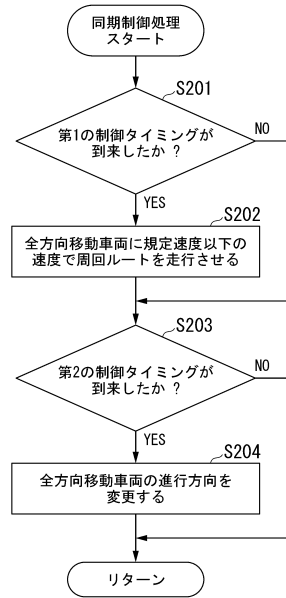 同期制御処理
スタート
S201
第1の制御タイミングが
到来したか ?
NO
YES
S202
全方向移動車両に規定速度以下の
速度で周回ルートを走行させる
S203
第2の制御タイミングが
到来したか ?
NO
YES
S204
全方向移動車両の進行方向を
変更する
リターン